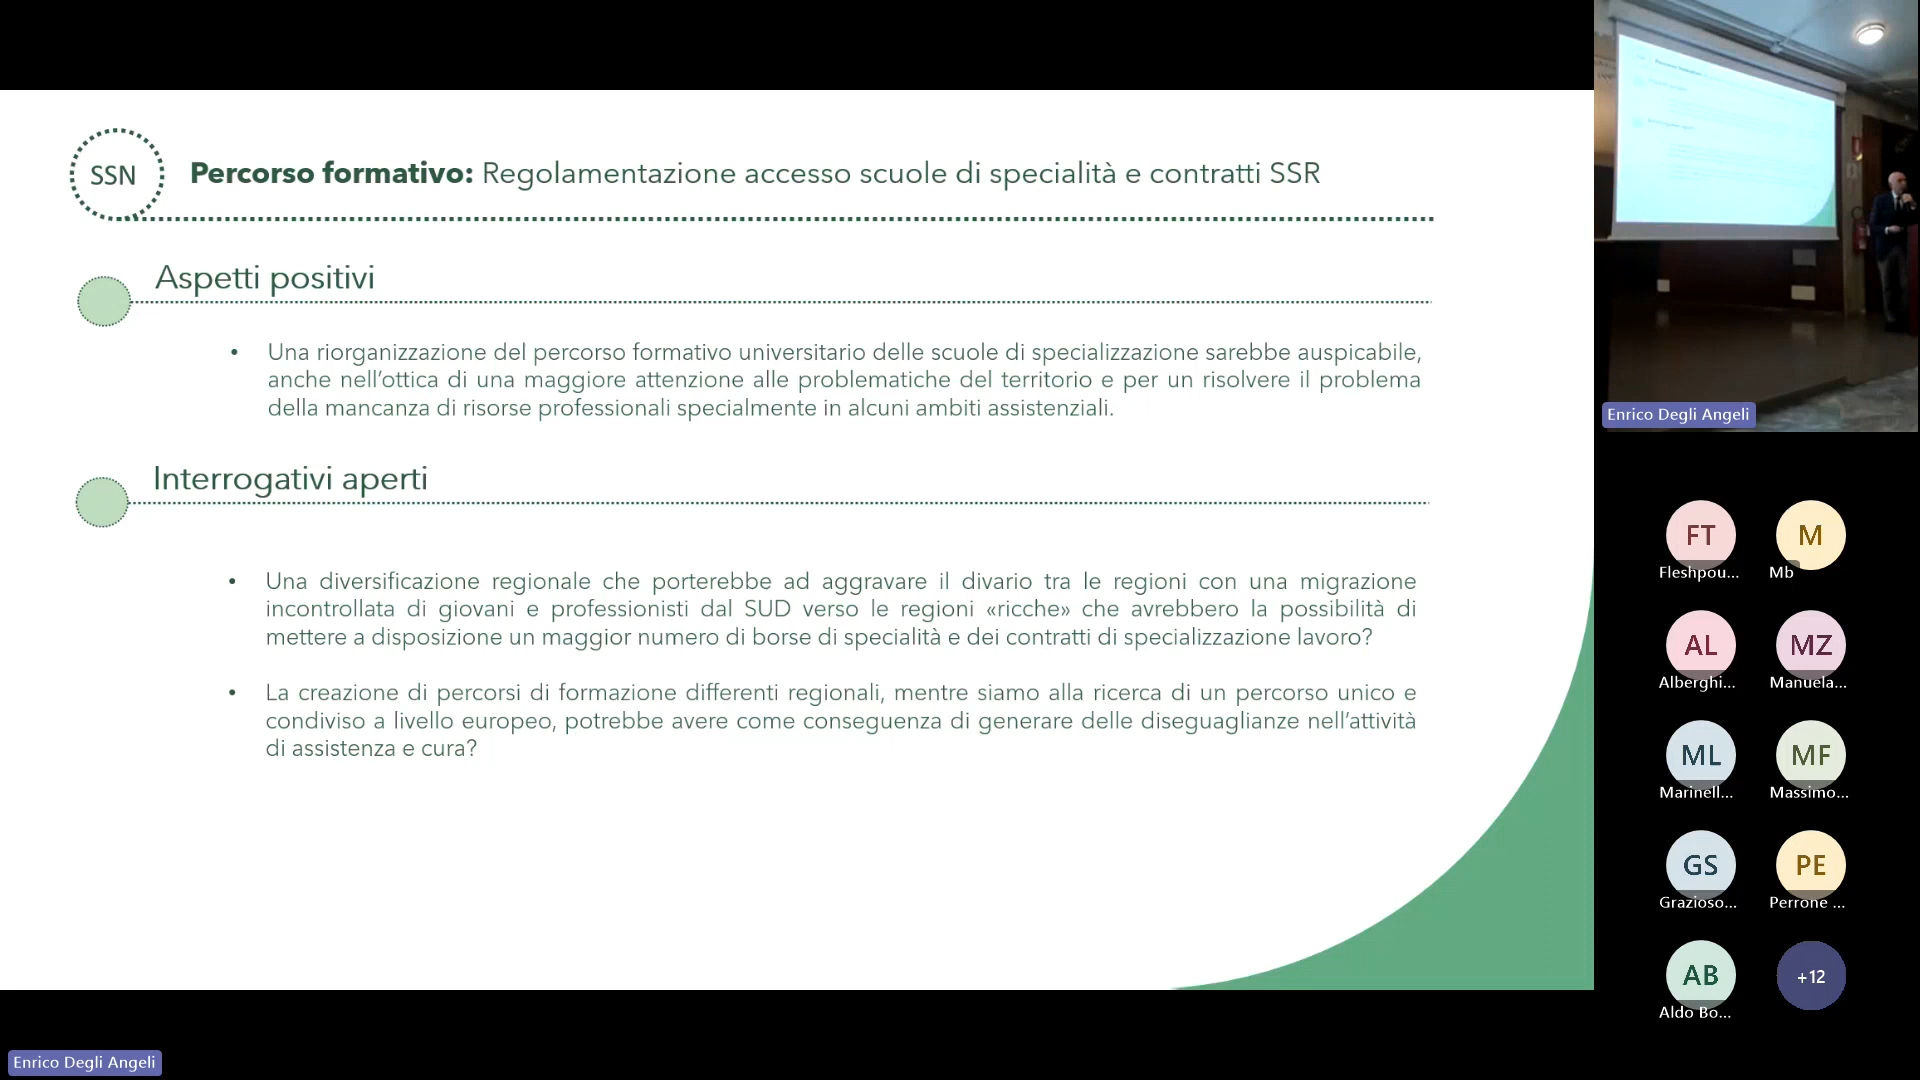 SSN
Percorso formativo: Regolamentazione accesso scuole di specialità e contratti SSR
Aspetti positivi
• Una riorganizzazione del percorso formativo universitario delle scuole di specializzazione sarebbe auspicabile,
anche nell’ottica di una maggiore attenzione alle problematiche del territorio e per un risolvere il problema
della mancanza di risorse professionali specialmente in alcuni ambiti assistenziali.
Interrogativi aperti
• Una diversificazione regionale che porterebbe ad aggravare il divario tra le regioni con una migrazione
incontrollata di giovani e professionisti dal SUD verso le regioni «ricche» che avrebbero la possibilità di
mettere a disposizione un maggior numero di borse di specialità e dei contratti di specializzazione lavoro?
• La creazione di percorsi di formazione differenti regionali, mentre siamo alla ricerca di un percorso unico e
condiviso a livello europeo, potrebbe avere come conseguenza di generare delle diseguaglianze nell’attività
di assistenza e cura?
Enrico Degli Angeli
Enrico Degli Angeli
FT
Fleshpou...
M
Mb
AL
Alberghi...
MZ
Manuela...
ML
Marinell...
MF
Massimo...
GS
Grazioso...
PE
Perrone ...
AB
Aldo Bo...
+12